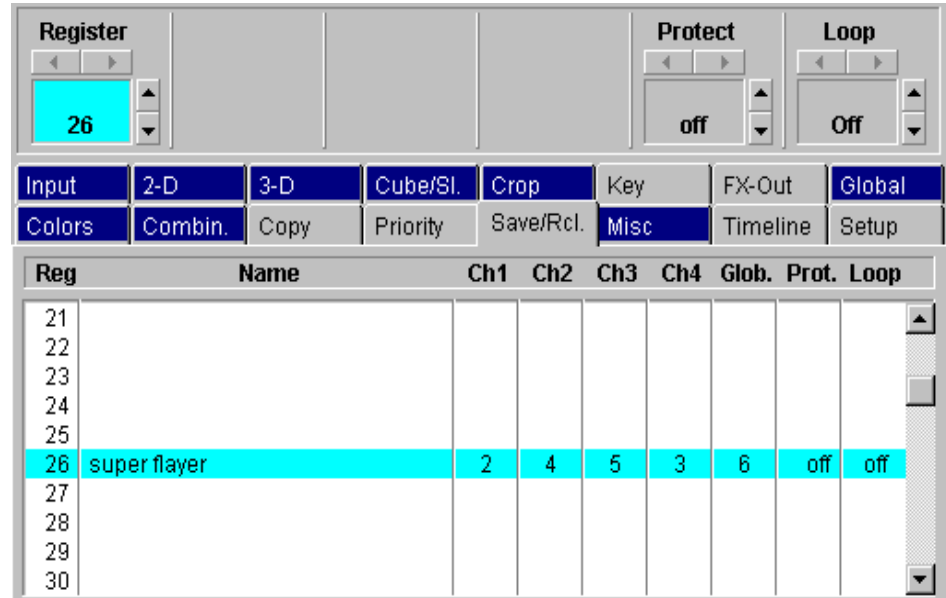 Register Protect Loop
26 off Off
Input 2-D 3-D Cube/Sl. Crop Key FX-Out Global
Colors Combin. Copy Priority Save/Rcl. Misc Timeline Setup
Reg Name Ch1 Ch2 Ch3 Ch4 Glob. Prot. Loop
21
22
23
24
25
26 super flayer 2 4 5 3 6 off off
27
28
29
30